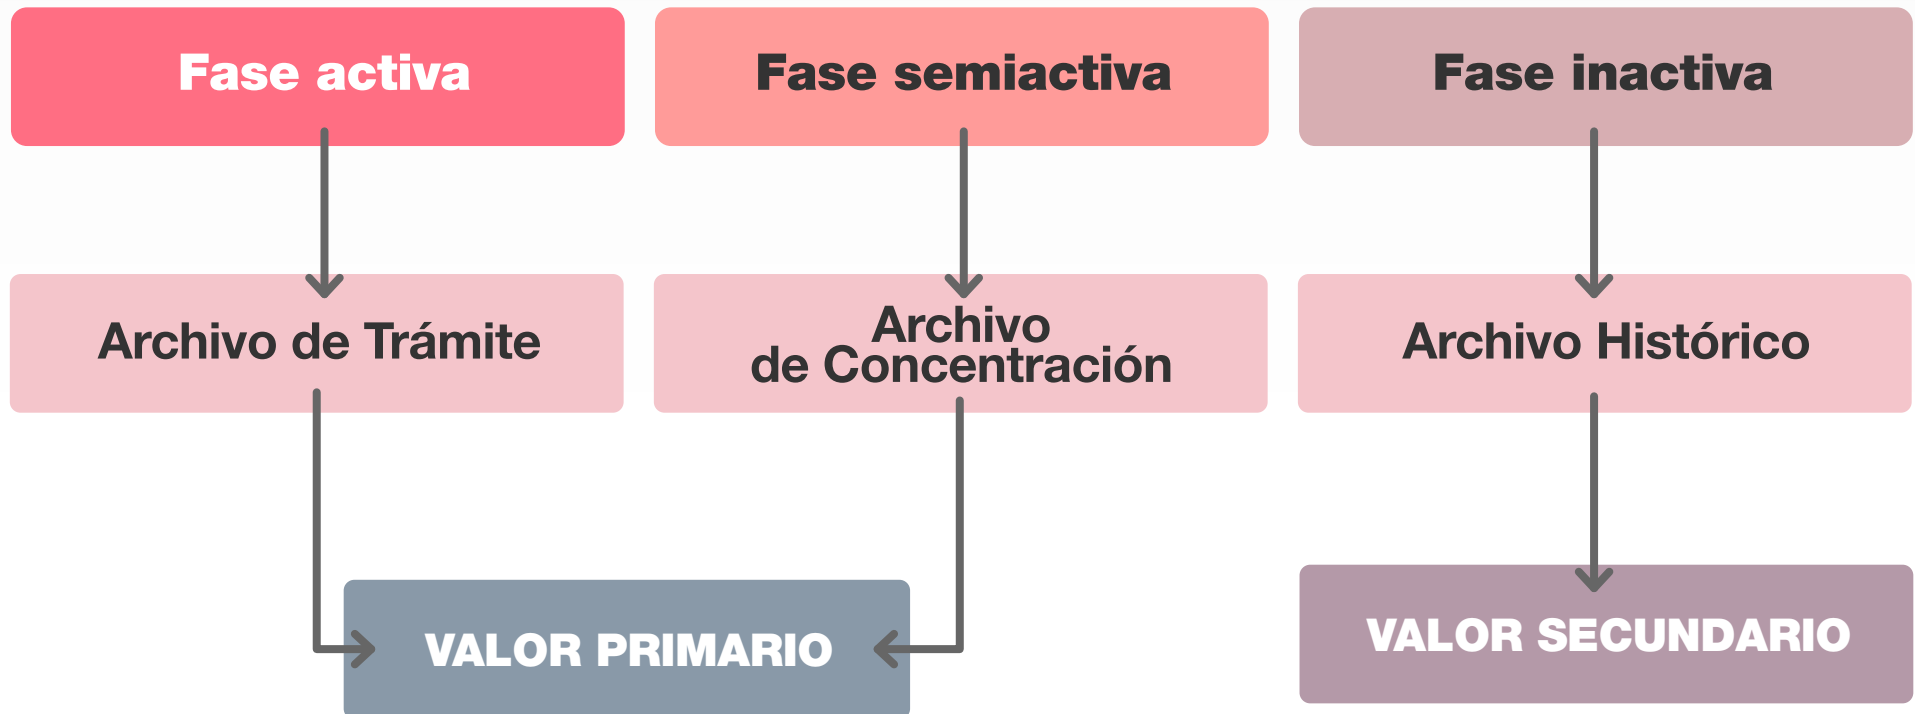 Fase activa
Fase semiactiva
Fase inactiva
Archivo de Trámite
Archivo
de Concentración
Archivo Histórico
VALOR PRIMARIO
VALOR SECUNDARIO